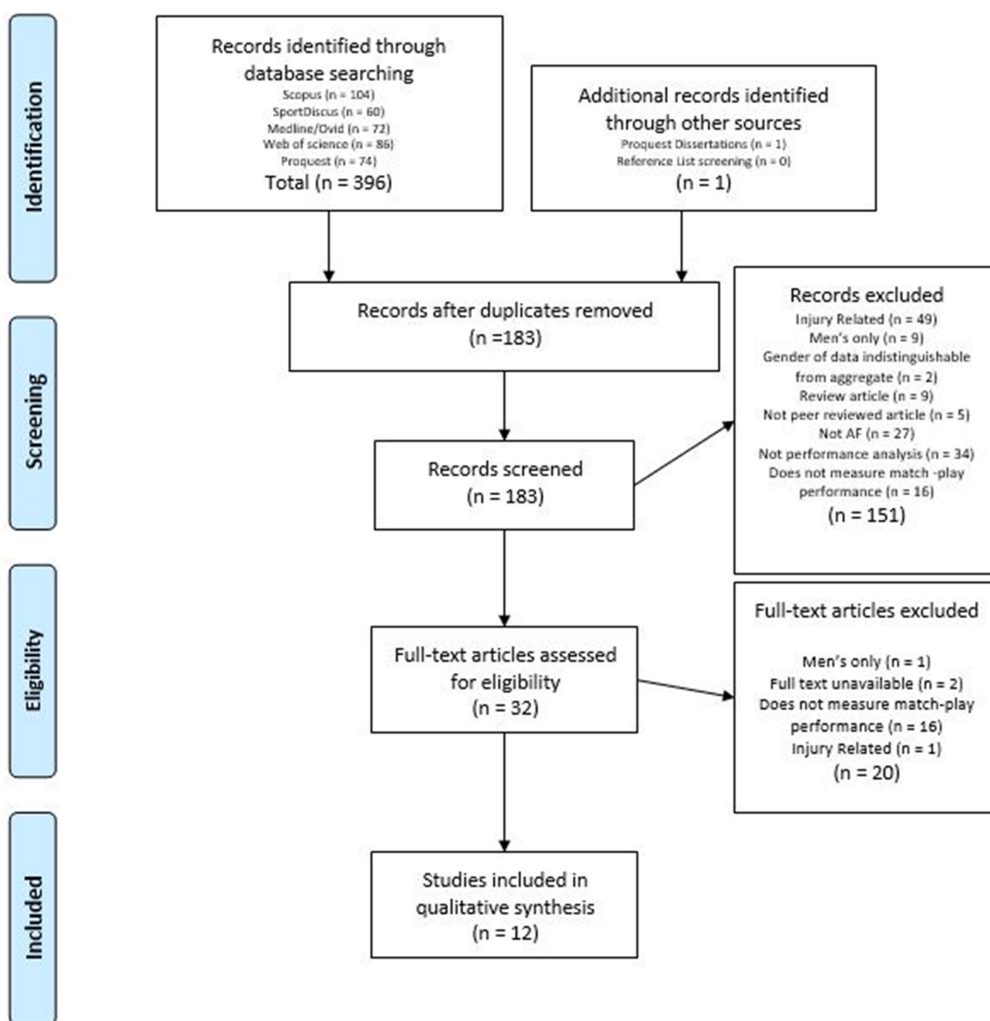 Identification
Records identified through
database searching
Scopus (n = 104)
SportDiscus (n = 60)
Medline/Ovid (n = 72)
Web of science (n = 86)
Proquest (n = 74)
Total (n = 396)
Additional records identified
through other sources
Proquest Dissertations (n = 1)
Reference List screening (n = 0)
(n = 1)
Screening
Records after duplicates removed
(n =183)
Records screened
(n = 183)
Records excluded
Injury Related (n = 49)
Men's only (n = 9)
Gender of data indistinguishable
from aggregate (n = 2)
Review article (n = 9)
Not peer reviewed article (n = 5)
Not AF (n = 27)
Not performance analysis (n = 34)
Does not measure match -play
performance (n = 16)
(n = 151)
Eligibility
Full-text articles assessed
for eligibility
(n = 32)
Full-text articles excluded
Men's only (n = 1)
Full text unavailable (n = 2)
Does not measure match-play
performance (n = 16)
Injury Related (n = 1)
(n = 20)
Included
Studies included in
qualitative synthesis
(n = 12)